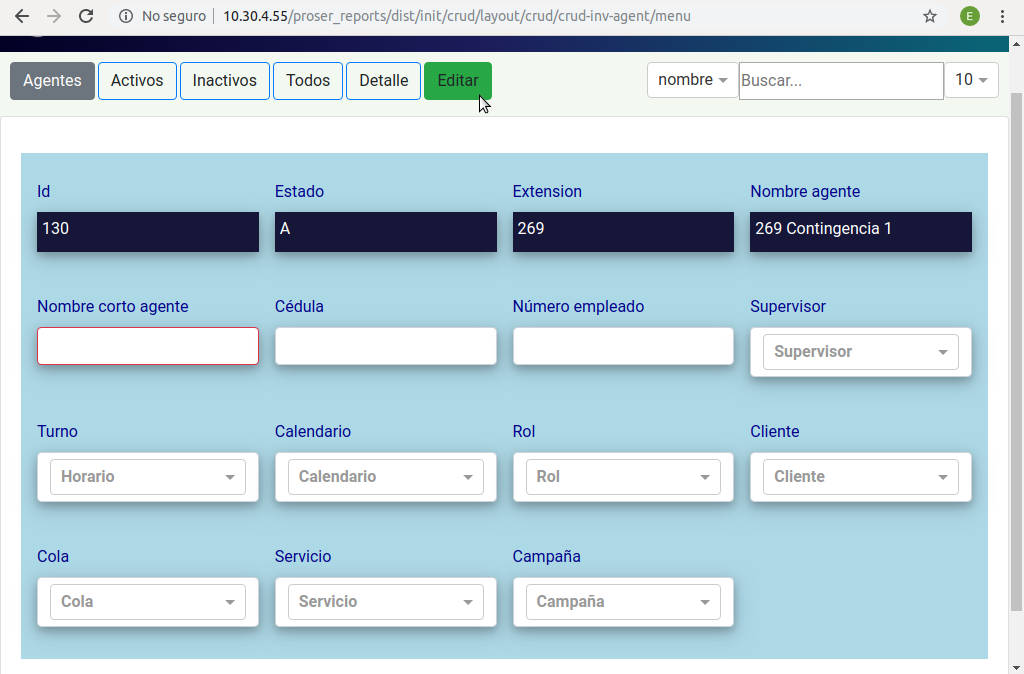 No seguro | 10.30.4.55/proser_reports/dist/init/crud/layout/crud/crud-inv-agent/menu E
Agentes Activos Inactivos Todos Detalle Editar nombre Buscar... 10
Id Estado Extension Nombre agente
130 A 269 269 Contingencia 1
Nombre corto agente Cédula Número empleado Supervisor
Supervisor
Turno Calendario Rol Cliente
Horario Calendario Rol Cliente
Cola Servicio Campaña
Cola Servicio Campaña